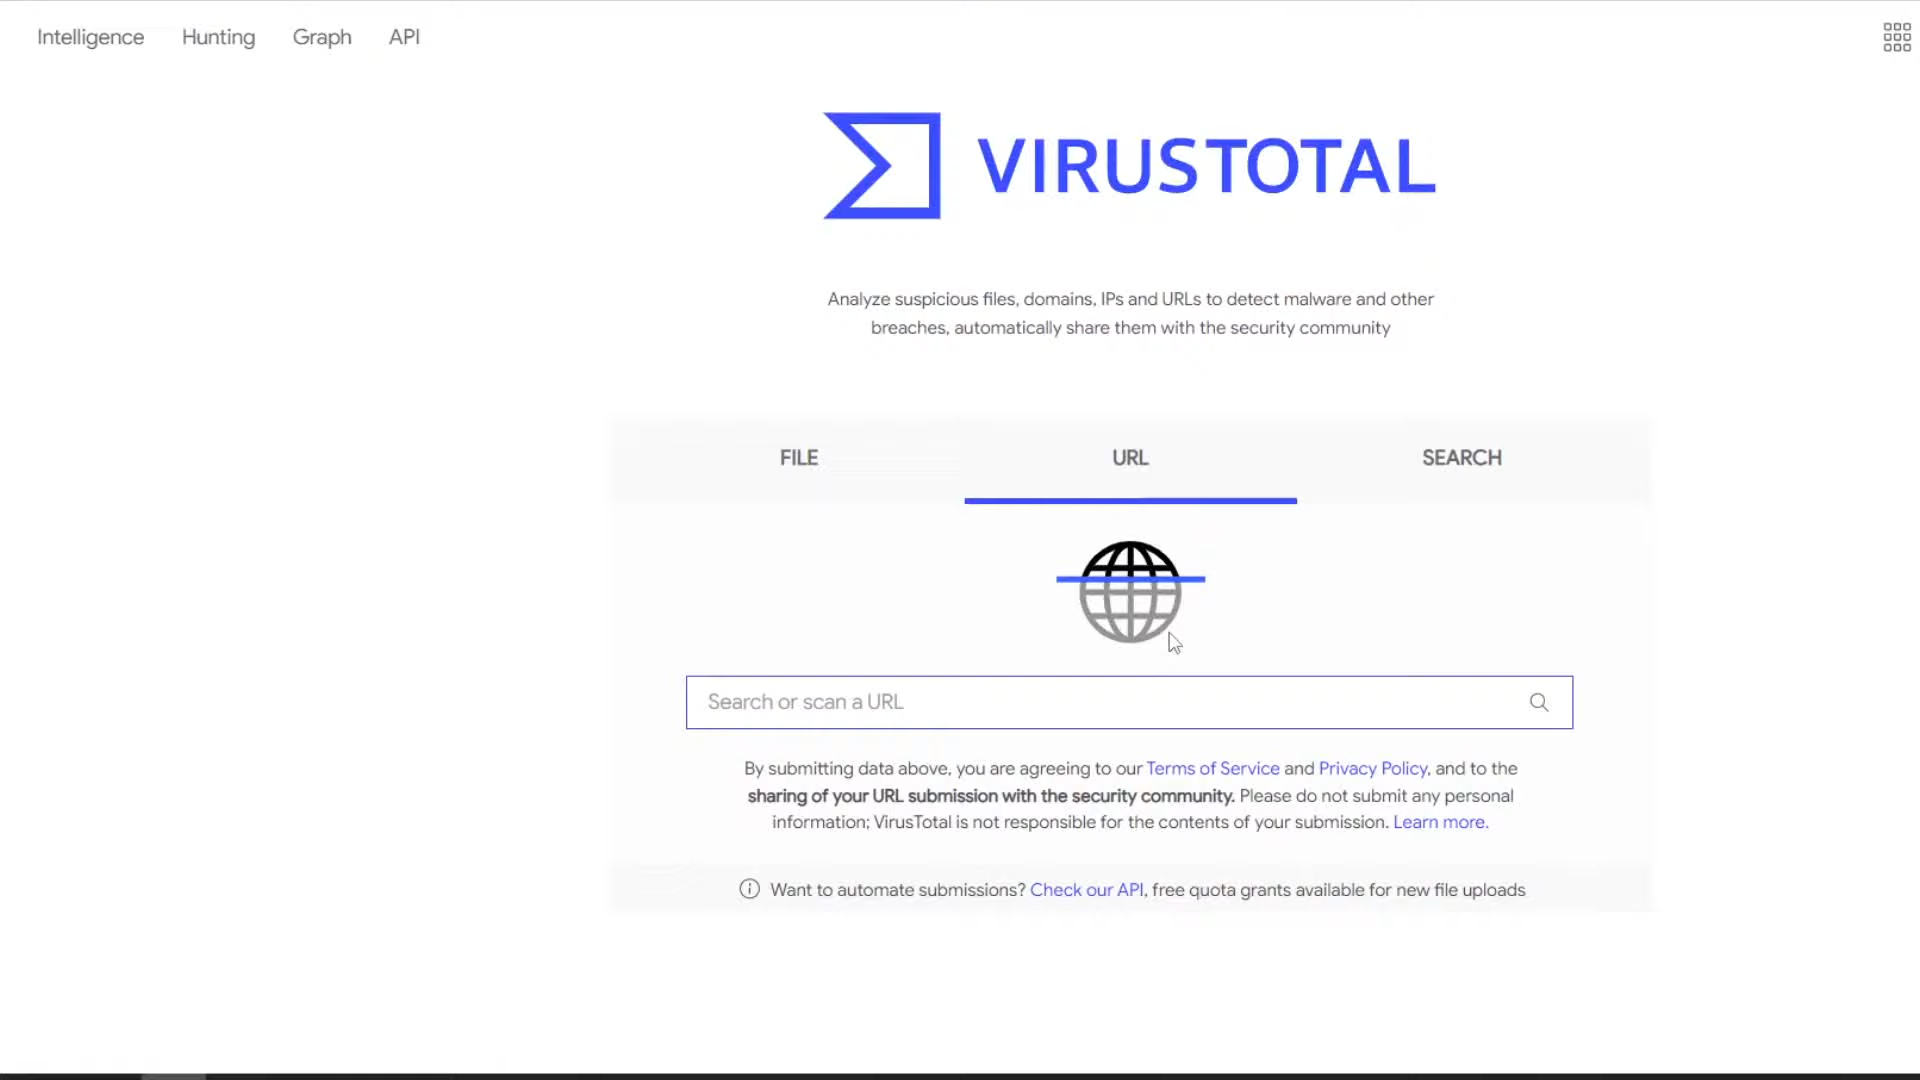 Intelligence Hunting Graph API
VIRUSTOTAL
Analyze suspicious files, domains, IPs and URLs to detect malware and other
breaches, automatically share them with the security community
FILE URL SEARCH
Search or scan a URL
By submitting data above, you are agreeing to our Terms of Service and Privacy Policy, and to the
sharing of your URL submission with the security community. Please do not submit any personal
information; VirusTotal is not responsible for the contents of your submission. Learn more.
Want to automate submissions? Check our API, free quota grants available for new file uploads